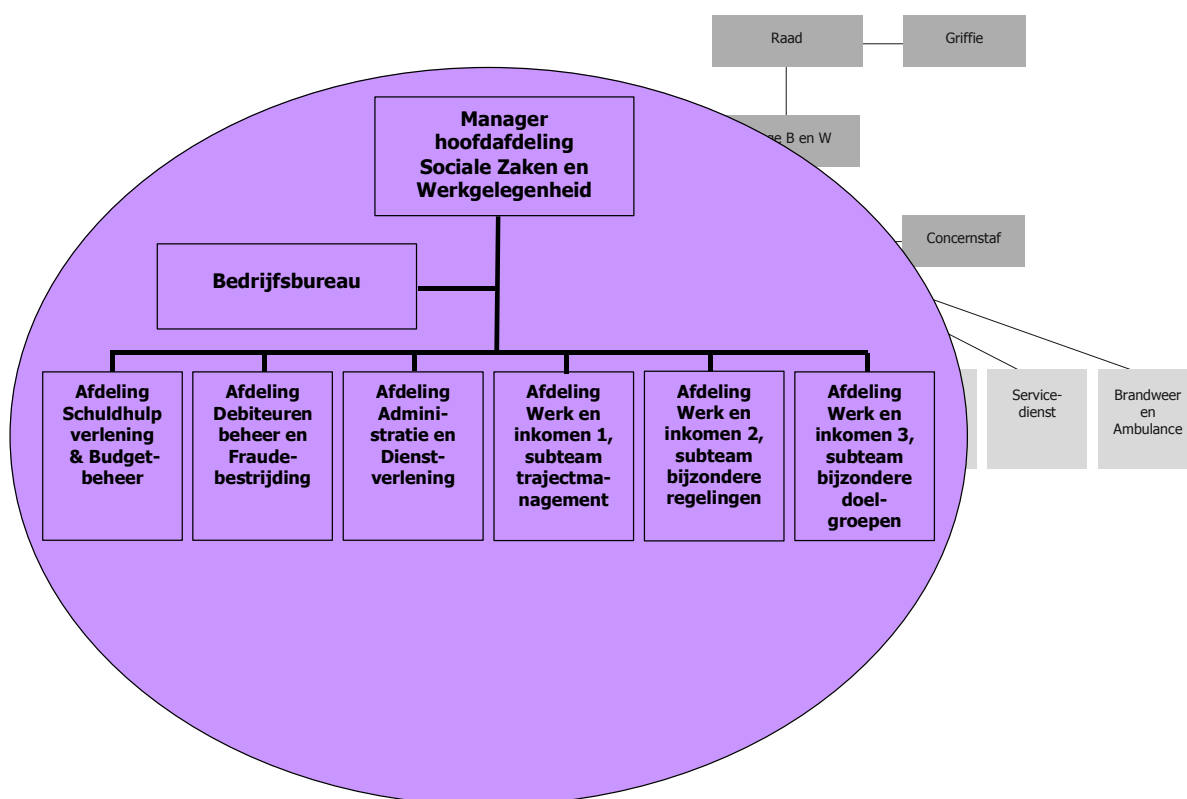 Raad
Griffie
B en W
Concernstaf
Service-
dienst
Brandweer
en
Ambulance
Manager
hoofdafdeling
Sociale Zaken en
Werkgelegenheid
Bedrijfsbureau
Afdeling
Schuldhulp
verlening
& Budget-
beheer
Afdeling
Debiteuren
beheer en
Fraude-
bestrijding
Afdeling
Admini-
stratie en
Dienst-
verlening
Afdeling
Werk en
inkomen 1,
subteam
trajectma-
nagement
Afdeling
Werk en
inkomen 2,
subteam
bijzondere
regelingen
Afdeling
Werk en
inkomen 3,
subteam
bijzondere
doel-
groepen